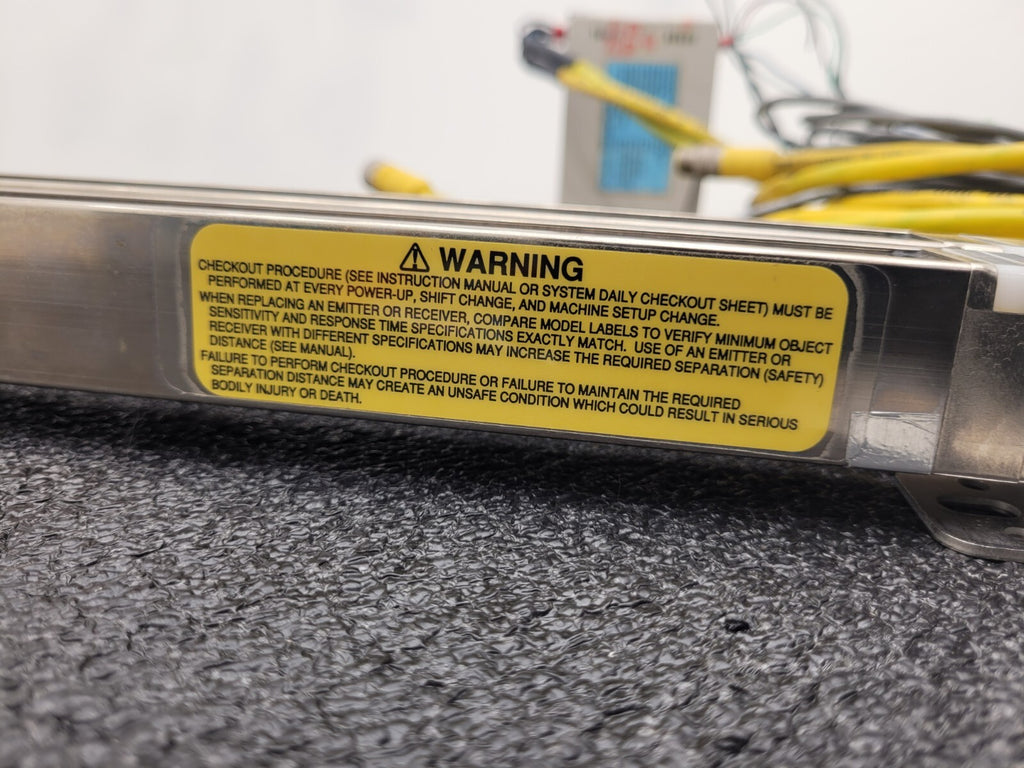 WARNING
CHECKOUT PROCEDURE (SEE INSTRUCTION MANUAL OR SYSTEM DAILY CHECKOUT SHEET) MUST BE
PERFORMED AT EVERY POWER-UP, SHIFT CHANGE, AND MACHINE SETUP CHANGE.
WHEN REPLACING AN EMITTER OR RECEIVER, COMPARE MODEL LABELS TO VERIFY MINIMUM OBJECT
SENSITIVITY AND RESPONSE TIME SPECIFICATIONS EXACTLY MATCH. USE OF AN EMITTER OR
RECEIVER WITH DIFFERENT SPECIFICATIONS MAY INCREASE THE REQUIRED SEPARATION (SAFETY)
DISTANCE (SEE MANUAL).
FAILURE TO PERFORM CHECKOUT PROCEDURE OR FAILURE TO MAINTAIN THE REQUIRED
SEPARATION DISTANCE MAY CREATE AN UNSAFE CONDITION WHICH COULD RESULT IN SERIOUS
BODILY INJURY OR DEATH.